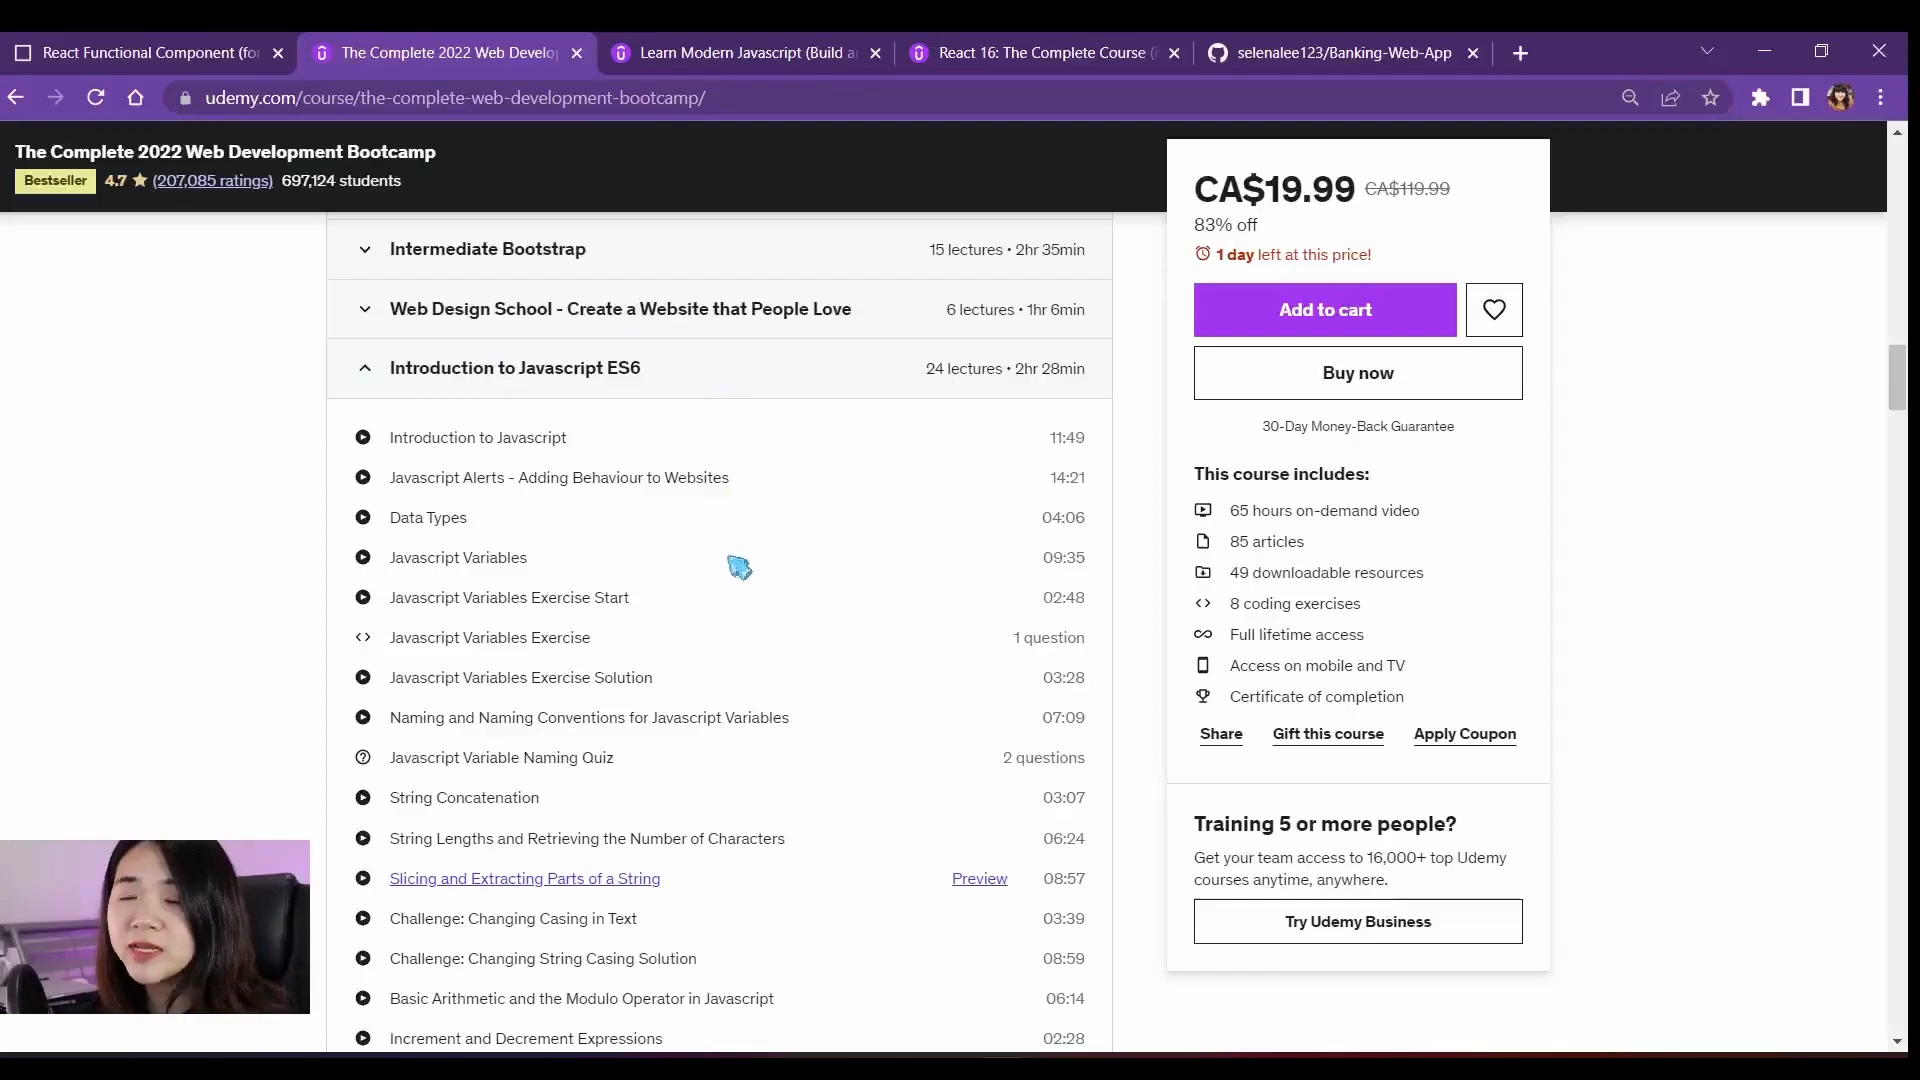 React Functional Component (for
The Complete 2022 Web Develop
Learn Modern Javascript (Build a
React 16: The Complete Course (
selenalee123/Banking-Web-App
udemy.com/course/the-complete-web-development-bootcamp/
The Complete 2022 Web Development Bootcamp
Bestseller 4.7 (207,085 ratings) 697,124 students
Intermediate Bootstrap 15 lectures • 2hr 35min
Web Design School - Create a Website that People Love 6 lectures • 1hr 6min
Introduction to Javascript ES6 24 lectures • 2hr 28min
Introduction to Javascript 11:49
Javascript Alerts - Adding Behaviour to Websites 14:21
Data Types 04:06
Javascript Variables 09:35
Javascript Variables Exercise Start 02:48
Javascript Variables Exercise 1 question
Javascript Variables Exercise Solution 03:28
Naming and Naming Conventions for Javascript Variables 07:09
Javascript Variable Naming Quiz 2 questions
String Concatenation 03:07
String Lengths and Retrieving the Number of Characters 06:24
Slicing and Extracting Parts of a String Preview 08:57
Challenge: Changing Casing in Text 03:39
Challenge: Changing String Casing Solution 08:59
Basic Arithmetic and the Modulo Operator in Javascript 06:14
Increment and Decrement Expressions 02:28
CA$19.99 CA$119.99
83% off
1 day left at this price!
Add to cart
Buy now
30-Day Money-Back Guarantee
This course includes:
65 hours on-demand video
85 articles
49 downloadable resources
8 coding exercises
Full lifetime access
Access on mobile and TV
Certificate of completion
Share Gift this course Apply Coupon
Training 5 or more people?
Get your team access to 16,000+ top Udemy
courses anytime, anywhere.
Try Udemy Business